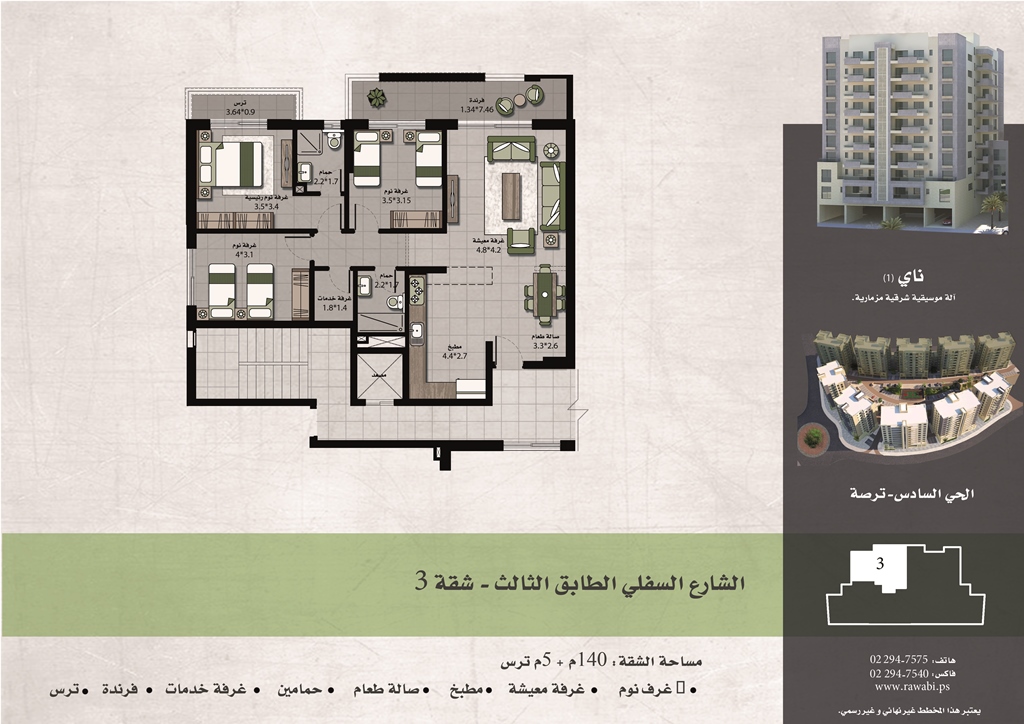 ترس
3.64*0.9
فرندة
1.34*7.46
حمام
2.2*1.7
غرفة نوم رئيسية
3.5*3.4
غرفة نوم
3.5*3.15
غرفة معيشة
4.8*4.2
غرفة نوم
4*3.1
حمام
2.2*1.7
غرفة خدمات
1.8*1.4
صالة طعام
3.3*2.6
مطبخ
4.4*2.7
مصعد
ناي (1)
آلة موسيقية شرقية مزمارية.
الحي السادس-ترصة
3
الشارع السفلي الطابق الثالث - شقة 3
مساحة الشقة: 140م + 5م ترس
• غرف نوم • غرفة معيشة • مطبخ • صالة طعام • حمامين • غرفة خدمات • فرندة • ترس
هاتف: 02 294-7575
فاكس: 02 294-7540
www.rawabi.ps
يعتبر هذا المخطط غير نهائي و غير رسمي.